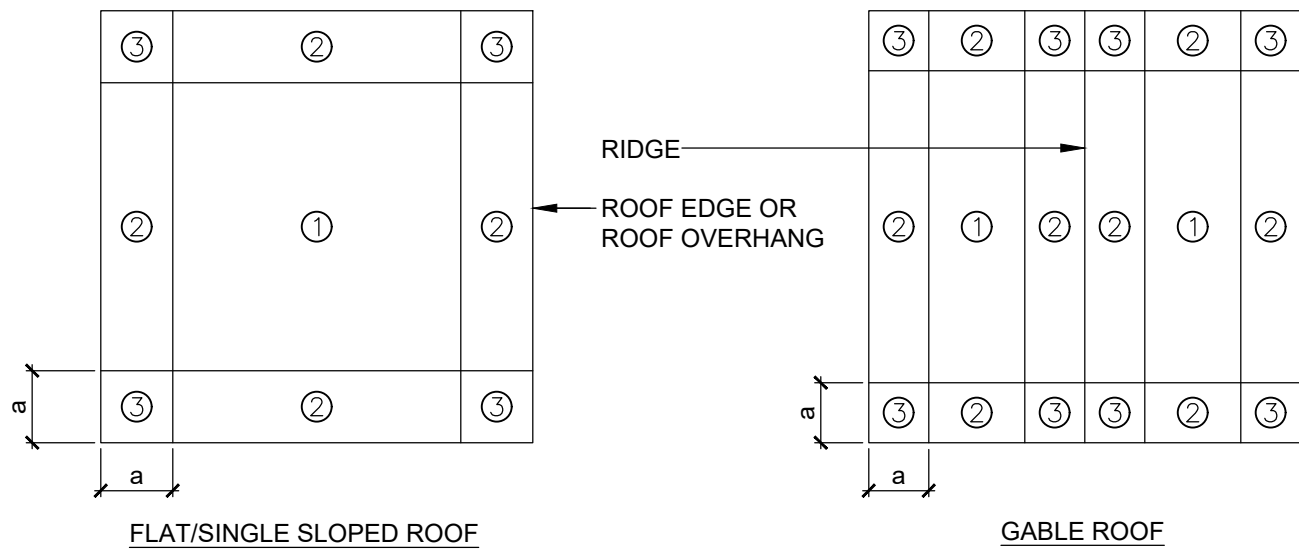 ③ ② ③ ③ ② ③ ③ ② ③
RIDGE
ROOF EDGE OR
ROOF OVERHANG
② ① ② ② ① ② ② ① ②
a
③ ② ③
a
③ ② ③ ③ ② ③
a
a
FLAT/SINGLE SLOPED ROOF
GABLE ROOF